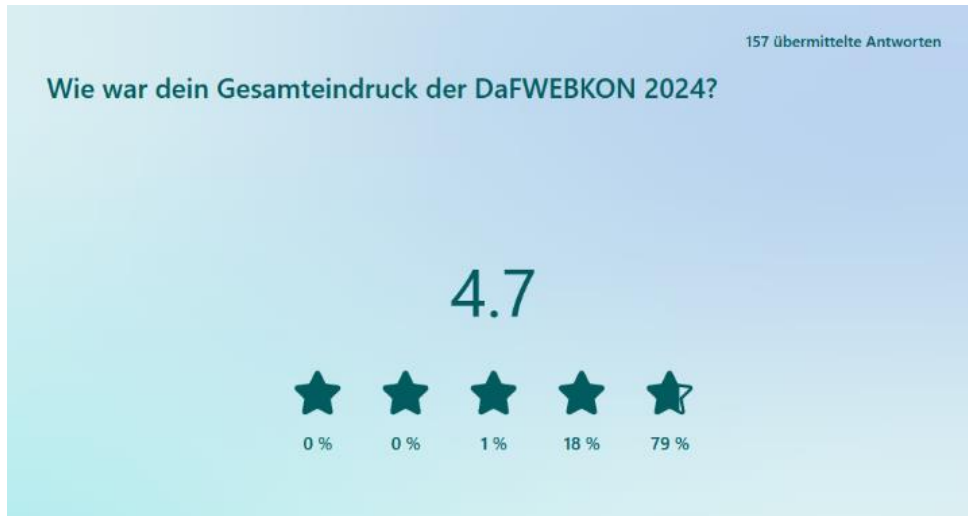 157 übermittelte Antworten
Wie war dein Gesamteindruck der DaFWEBKON 2024?
4.7
0 % 0 % 1 % 18 % 79 %